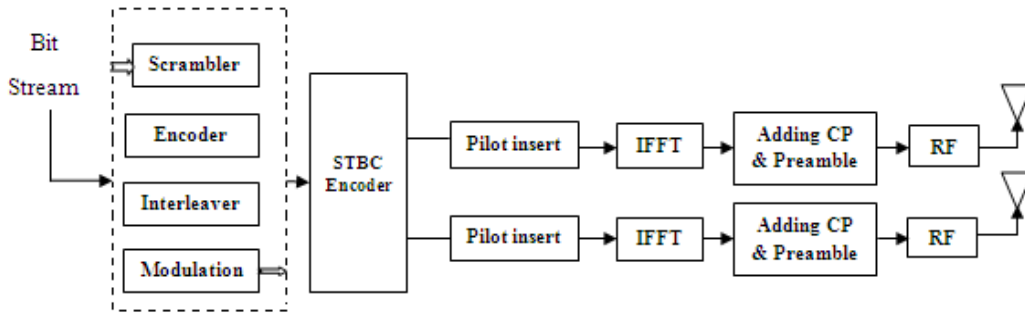 Bit
Stream
Scrambler
Encoder
Interleaver
Modulation
STBC
Encoder
Pilot insert
IFFT
Adding CP
& Preamble
RF
Pilot insert
IFFT
Adding CP
& Preamble
RF